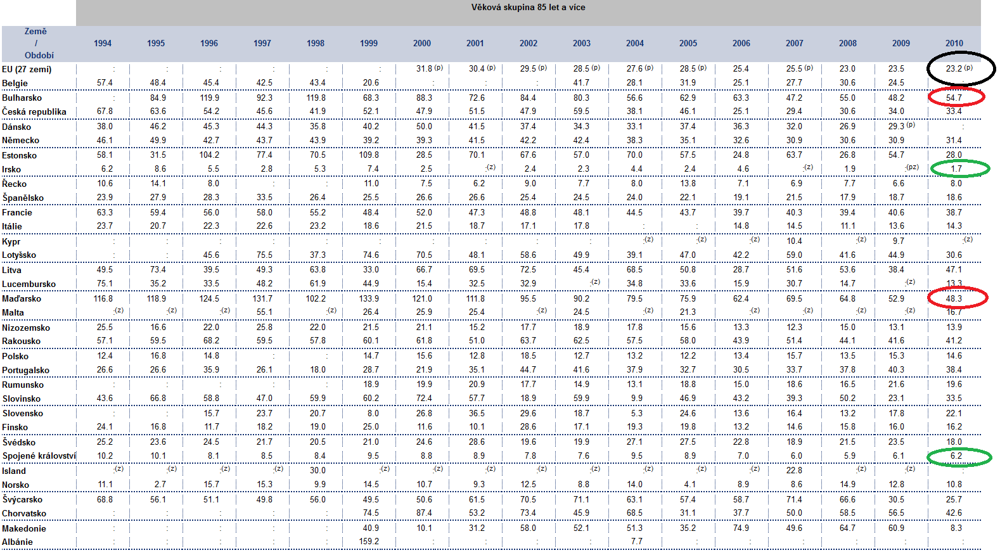 Věková skupina 85 let a více
Země
/
Období
1994 1995 1996 1997 1998 1999 2000 2001 2002 2003 2004 2005 2006 2007 2008 2009 2010
EU (27 zemí) : : : : : : 31.8 (p) 30.4 (p) 29.5 (p) 28.5 (p) 27.6 (p) 28.5 (p) 25.4 25.5 (p) 23.0 23.5 23.2 (p)
Belgie 57.4 48.4 45.4 42.5 43.4 20.6 : : : 41.7 28.1 31.9 25.1 27.7 30.6 24.5 :
Bulharsko : 84.9 119.9 92.3 119.8 68.3 88.3 72.6 84.4 80.3 56.6 62.9 63.3 47.2 55.0 48.2 54.7
Česká republika 67.8 63.6 54.2 45.6 41.9 52.1 47.9 51.5 47.9 59.5 38.1 46.1 25.1 29.4 30.6 34.0 33.4
Dánsko 38.0 46.2 45.3 44.3 35.8 40.2 50.0 41.5 37.4 34.3 33.1 37.4 36.3 32.0 26.9 29.3 (p) :
Německo 46.1 49.9 42.7 43.7 43.9 39.2 39.3 41.5 42.2 42.4 38.3 35.1 32.6 30.9 30.6 30.9 31.4
Estonsko 58.1 31.5 104.2 77.4 70.5 109.8 28.5 70.1 67.6 57.0 70.0 57.5 24.8 63.7 26.8 54.7 28.0
Irsko 6.2 8.6 5.5 2.8 5.3 7.4 2.5 :(z) 2.4 2.3 4.4 2.4 4.6 :(z) 1.9 :(pz) 1.7
Řecko 10.6 14.1 8.0 : : 11.0 7.5 6.2 9.0 7.7 8.0 13.8 7.1 6.9 7.7 6.6 8.0
Španělsko 23.9 27.9 28.3 33.5 26.4 25.5 26.6 26.6 25.4 24.5 24.0 22.1 19.1 21.5 17.9 18.7 18.6
Francie 63.3 59.4 56.0 58.0 55.2 48.4 52.0 47.3 48.8 48.1 44.5 43.7 39.7 40.3 39.4 40.6 38.7
Itálie 23.7 20.7 22.3 22.6 23.2 18.6 21.5 18.7 17.1 17.8 : : 14.8 14.5 11.1 13.6 14.3
Kypr : : : : : : : : : : :(z) :(z) :(z) 10.4 :(z) 9.7 :(z)
Lotyšsko : : 45.6 75.5 37.3 74.6 70.5 48.1 58.6 49.9 39.1 47.0 42.2 59.0 41.6 44.9 30.6
Litva 49.5 73.4 39.5 49.3 63.8 33.0 66.7 69.5 72.5 45.4 68.5 50.8 28.7 51.6 53.6 38.4 47.1
Lucembursko 75.1 35.2 33.5 48.2 61.9 44.9 15.4 32.5 32.9 :(z) 34.8 33.6 15.9 30.7 14.7 :(z) 13.3
Maďarsko 116.8 118.9 124.5 131.7 102.2 133.9 121.0 111.8 95.5 90.2 79.5 75.9 62.4 69.5 64.8 52.9 48.3
Malta :(z) :(z) :(z) 55.1 :(z) 26.4 25.9 25.4 :(z) 24.5 :(z) 21.3 :(z) :(z) :(z) :(z) 16.7
Nizozemsko 25.5 16.6 22.0 25.8 22.0 21.5 21.1 15.2 17.7 18.9 17.8 15.6 13.3 12.3 15.0 13.1 13.9
Rakousko 57.1 59.5 68.2 59.5 57.8 60.1 61.8 51.0 63.7 62.5 57.5 58.0 43.9 51.4 44.1 41.6 41.2
Polsko 12.4 16.8 14.8 : : 14.7 15.6 12.8 18.5 12.7 13.2 12.2 13.4 15.7 13.5 15.3 14.6
Portugalsko 26.6 26.6 35.9 26.1 18.0 28.7 21.9 35.1 44.7 41.6 37.9 32.7 30.5 33.7 37.8 40.3 38.4
Rumunsko : : : : : 18.9 19.9 20.9 17.7 14.9 13.1 18.8 15.0 18.6 16.5 21.6 19.6
Slovinsko 43.6 66.8 58.8 47.0 59.9 60.2 72.4 57.7 18.9 59.9 9.9 46.9 43.2 39.3 50.2 23.1 33.5
Slovensko : : 15.7 23.7 20.7 8.0 26.8 36.5 29.6 18.7 5.3 24.6 13.6 16.4 13.2 17.8 22.1
Finsko 24.1 16.8 11.7 18.2 19.0 25.0 11.6 10.1 28.6 17.1 19.3 19.8 13.2 14.6 15.8 16.0 16.2
Švédsko 25.2 23.6 24.5 21.7 20.5 21.0 24.6 28.6 19.6 19.9 27.1 27.5 22.8 18.9 21.5 23.5 18.0
Spojené království 10.2 10.1 8.1 8.5 8.4 9.5 8.8 8.9 7.8 7.6 9.5 8.9 7.0 6.0 5.9 6.1 6.2
Island :(z) :(z) :(z) :(z) 30.0 :(z) :(z) :(z) :(z) :(z) :(z) :(z) :(z) 22.8 :(z) :(z) :
Norsko 11.1 2.7 15.7 15.3 9.9 14.5 10.7 9.3 12.5 8.8 14.0 4.1 8.9 8.6 14.9 12.8 10.8
Švýcarsko 68.8 56.1 51.1 49.8 56.0 49.5 50.6 61.5 70.5 71.1 63.1 57.4 58.7 71.4 66.6 30.5 25.7
Chorvatsko : : : : : 74.5 87.4 53.2 73.4 45.9 68.5 31.1 37.7 50.0 58.5 56.5 42.6
Makedonie : : : : : 40.9 10.1 31.2 58.0 52.1 51.3 35.2 74.9 49.6 64.7 60.9 8.3
Albánie : : : : : 159.2 : : : : 7.7 : : : : : :